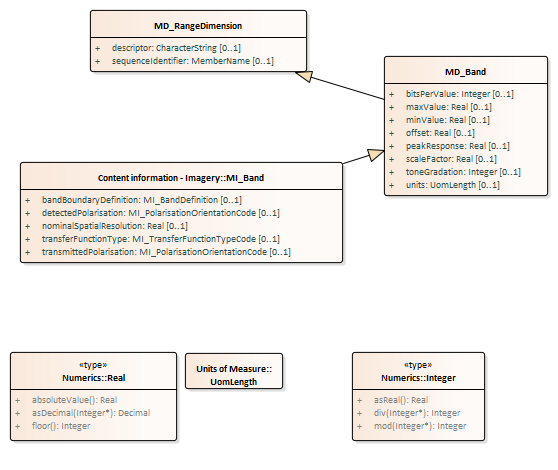 MD_RangeDimension
+ descriptor: CharacterString [0..1]
+ sequenceIdentifier: MemberName [0..1]
MD_Band
+ bitsPerValue: Integer [0..1]
+ maxValue: Real [0..1]
+ minValue: Real [0..1]
+ offset: Real [0..1]
+ peakResponse: Real [0..1]
+ scaleFactor: Real [0..1]
+ toneGradation: Integer [0..1]
+ units: UomLength [0..1]
Content information - Imagery::MI_Band
+ bandBoundaryDefinition: MI_BandDefinition [0..1]
+ detectedPolarisation: MI_PolarisationOrientationCode [0..1]
+ nominalSpatialResolution: Real [0..1]
+ transferFunctionType: MI_TransferFunctionTypeCode [0..1]
+ transmittedPolarisation: MI_PolarisationOrientationCode [0..1]
«type»
Numerics::Real
+ absoluteValue(): Real
+ asDecimal(Integer*): Decimal
+ floor(): Integer
Units of Measure::
UomLength
«type»
Numerics::Integer
+ asReal(): Real
+ div(Integer*): Integer
+ mod(Integer*): Integer